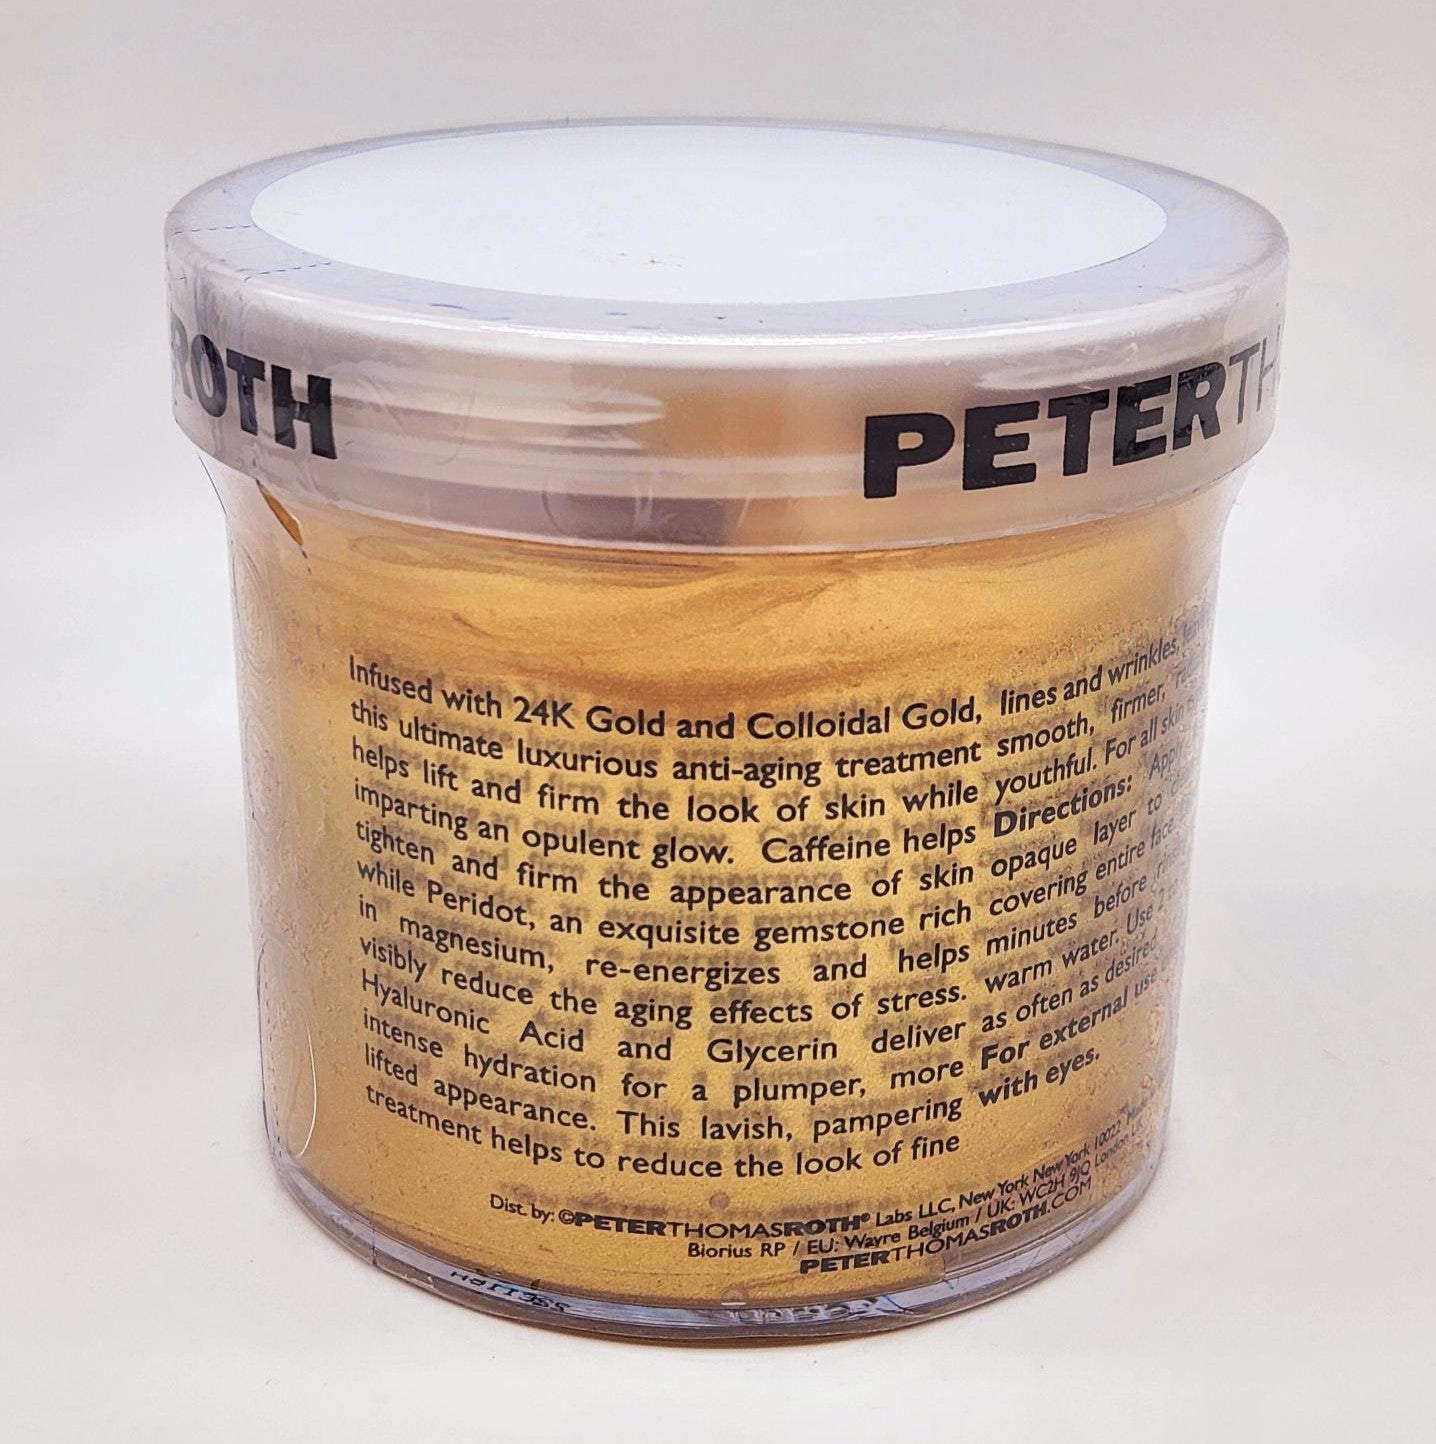 ROTH
PETERTH
Infused with 24K Gold and Colloidal Gold,
this ultimate luxurious anti-aging treatment
helps lift and firm the look of skin while
imparting an opulent glow. Caffeine helps
tighten and firm the appearance of skin
while Peridot, an exquisite gemstone rich
in magnesium, re-energizes and helps
visibly reduce the aging effects of stress.
Hyaluronic Acid and Glycerin deliver
intense hydration for a plumper, more
lifted appearance. This lavish, pampering
treatment helps to reduce the look of fine
lines and wrinkles,
smooth, firmer,
youthful. For all skin
Directions: Apply
opaque layer to
covering entire face.
minutes before
warm water. Use 2 to
as often as desired.
For external use
with eyes.
Dist. by: ©PETERTHOMASROTH® Labs LLC, New York New York 10022
Biorius RP / EU: Wavre Belgium / UK: WC2H 9JQ London UK
PETERTHOMASROTH.COM